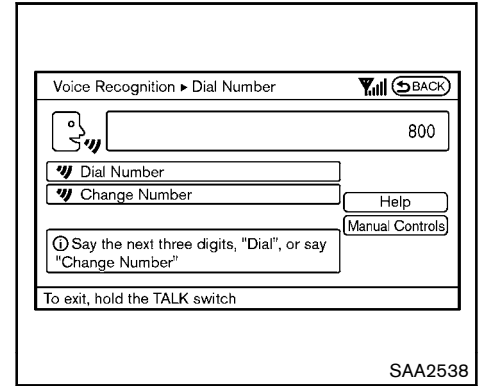 Voice Recognition ▸ Dial Number
BACK
800
Dial Number
Change Number
Help
Manual Controls
Say the next three digits, "Dial", or say
"Change Number"
To exit, hold the TALK switch
SAA2538